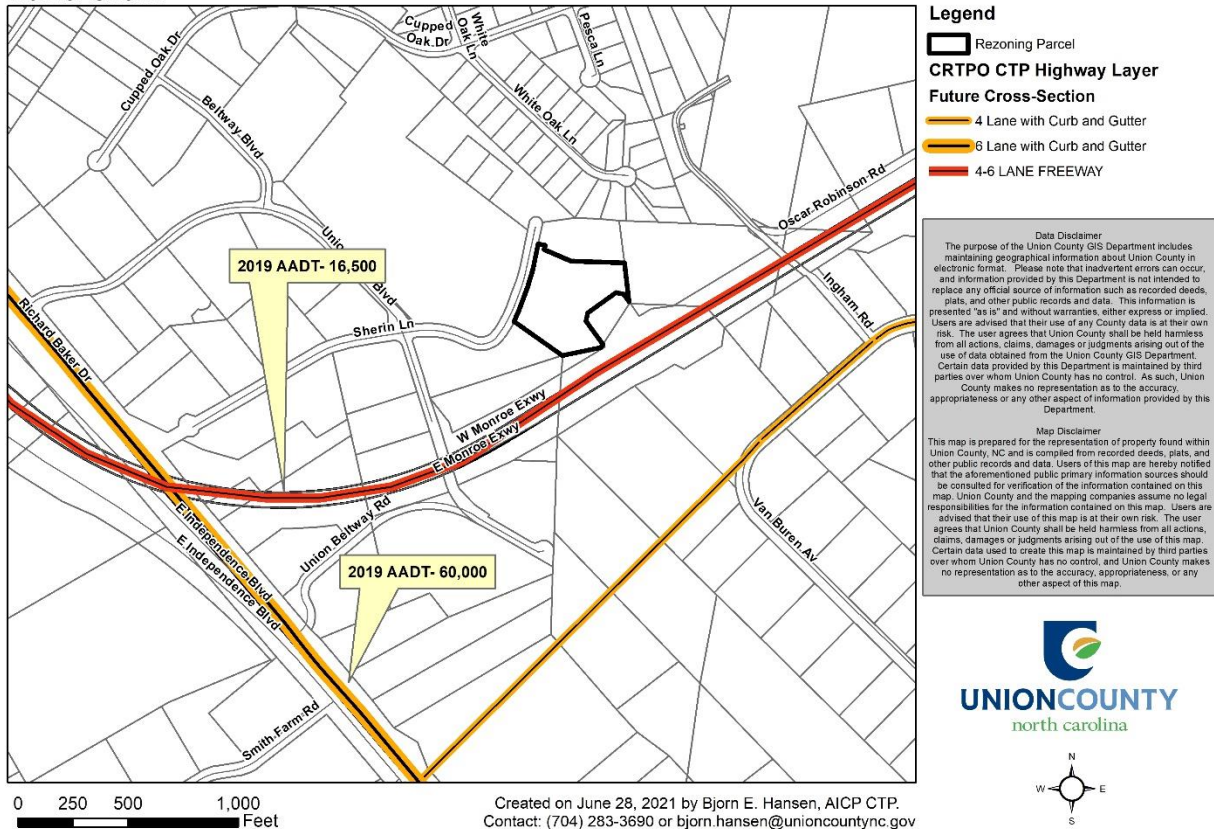 Cupped Oak Dr
Cupped
Oak Dr
White
Oak Ln
Pesca Ln
Beltway Blvd
White Oak Ln
Oscar Robinson Rd
2019 AADT- 16,500
Sherin Ln
Ingham Rd
Richard Baker Dr
W Monroe Exwy
E Monroe Exwy
Union Beltway Rd
E Independence Blvd
E Independence Blvd
Van Buren Av
2019 AADT- 60,000
Smith Farm Rd
0 250 500 1,000
Feet
Created on June 28, 2021 by Bjorn E. Hansen, AICP CTP.
Contact: (704) 283-3690 or bjorn.hansen@unioncountync.gov
Legend
Rezoning Parcel
CRTPO CTP Highway Layer
Future Cross-Section
4 Lane with Curb and Gutter
6 Lane with Curb and Gutter
4-6 LANE FREEWAY
Data Disclaimer
The purpose of the Union County GIS Department includes
maintaining geographical information about Union County in
electronic format. Please note that inadvertent errors can occur,
and information provided by this Department is not intended to
replace any official source of information such as recorded deeds,
plats, and other public records and data. This information is
presented "as is" and without warranties, either express or implied.
Users are advised that their use of any County data is at their own
risk. The user agrees that Union County shall be held harmless
from all actions, claims, damages or judgments arising out of the
use of data obtained from the Union County GIS Department.
Certain data provided by this Department is maintained by third
parties over whom Union County has no control. As such, Union
County makes no representation as to the accuracy,
appropriateness or any other aspect of information provided by this
Department.
Map Disclaimer
This map is prepared for the representation of property found within
Union County, NC and is compiled from recorded deeds, plats, and
other public records and data. Users of this map are hereby notified
that the aforementioned public primary information sources should
be consulted for verification of the information contained on this
map. Union County and the mapping companies assume no legal
responsibilities for the information contained on this map. Users are
advised that their use of this map is at their own risk. The user
agrees that Union County shall be held harmless from all actions,
claims, damages or judgments arising out of the use of this map.
Certain data used to create this map is maintained by third parties
over whom Union County has no control, and Union County makes
no representation as to the accuracy, appropriateness, or any
other aspect of this map.
UNIONCOUNTY
north carolina
N
W E
S